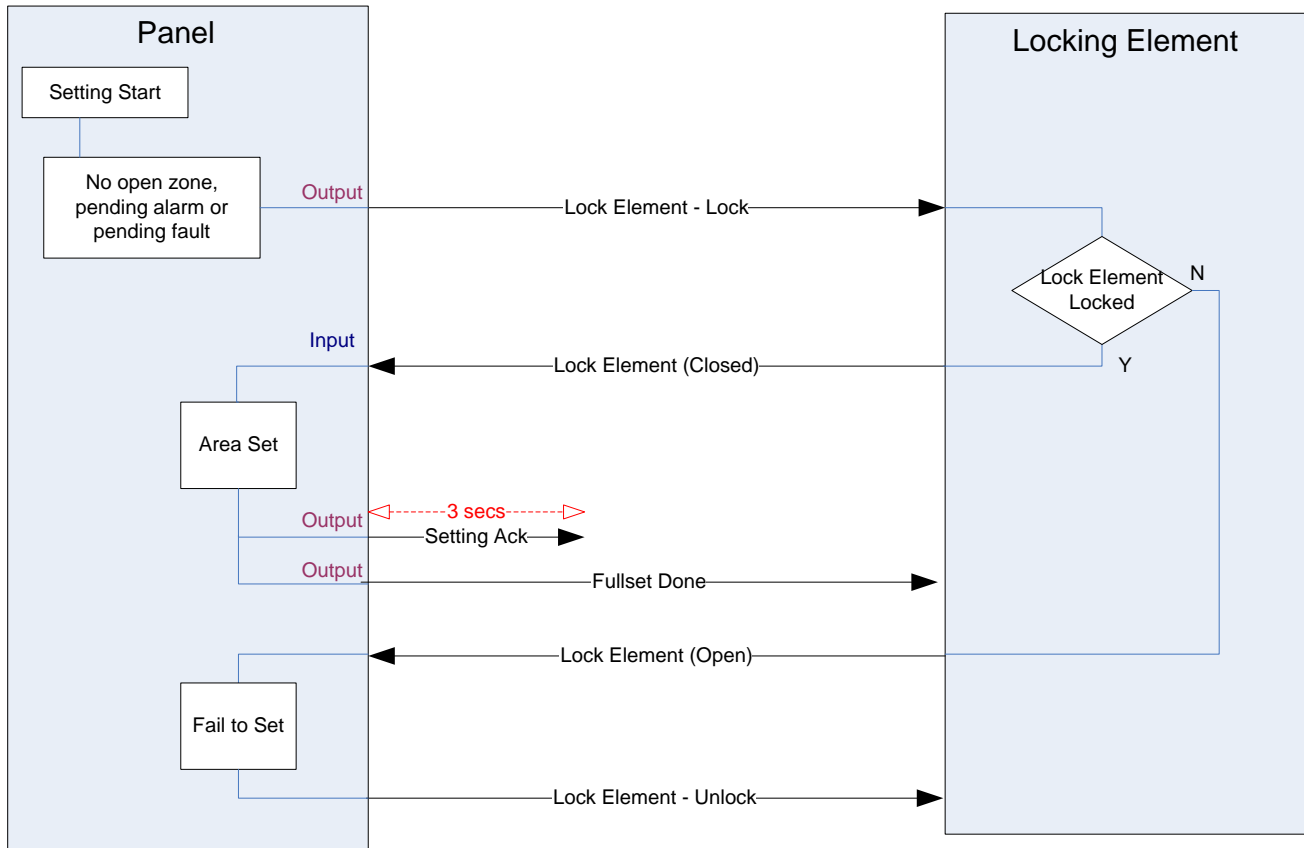 Panel
Locking Element
Setting Start
No open zone,
pending alarm or
pending fault
Output
Lock Element - Lock
Lock Element
Locked
N
Y
Input
Lock Element (Closed)
Area Set
3 secs
Output
Setting Ack
Output
Fullset Done
Lock Element (Open)
Fail to Set
Lock Element - Unlock